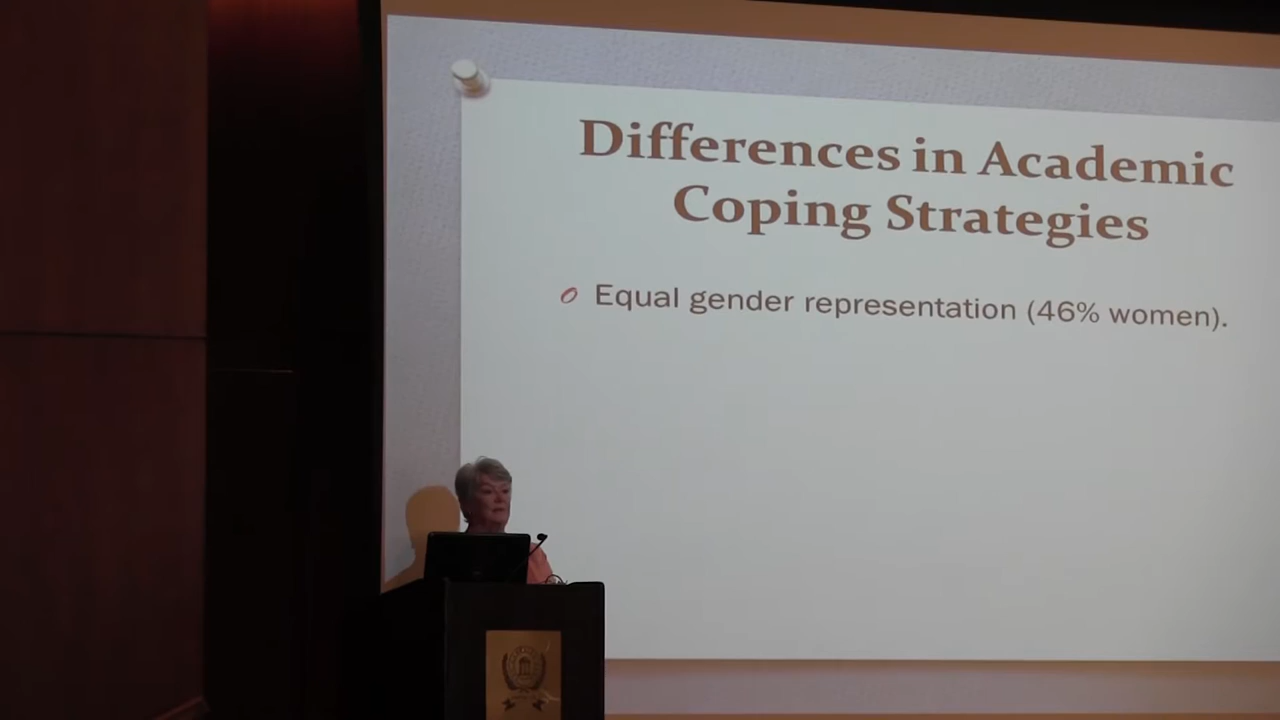 Differences in Academic
Coping Strategies
Equal gender representation (46% women).